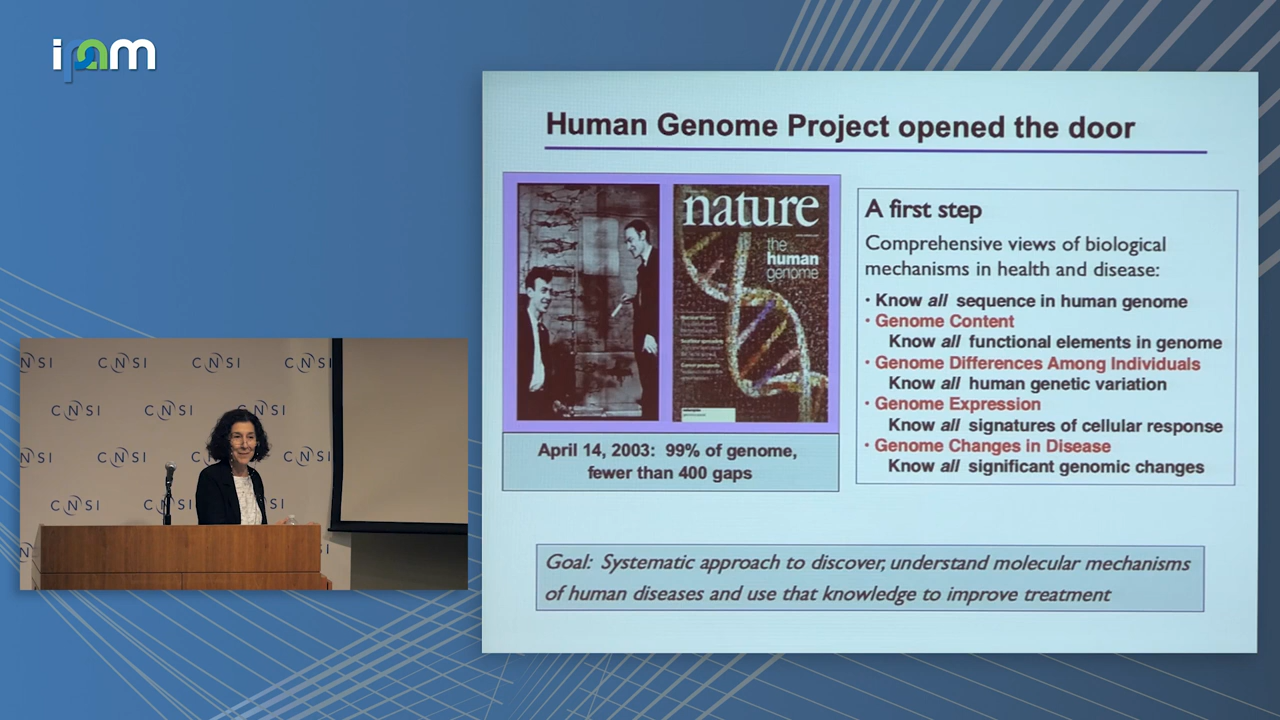 ipam
Human Genome Project opened the door
nature
the
human
genome
April 14, 2003: 99% of genome,
fewer than 400 gaps
A first step
Comprehensive views of biological
mechanisms in health and disease:
• Know all sequence in human genome
• Genome Content
Know all functional elements in genome
• Genome Differences Among Individuals
Know all human genetic variation
• Genome Expression
Know all signatures of cellular response
• Genome Changes in Disease
Know all significant genomic changes
Goal: Systematic approach to discover, understand molecular mechanisms
of human diseases and use that knowledge to improve treatment
NSI CNSI CNSI CNSI
CNSI CNSI CNSI
NSI CNSI CNSI
CNSI SI
N